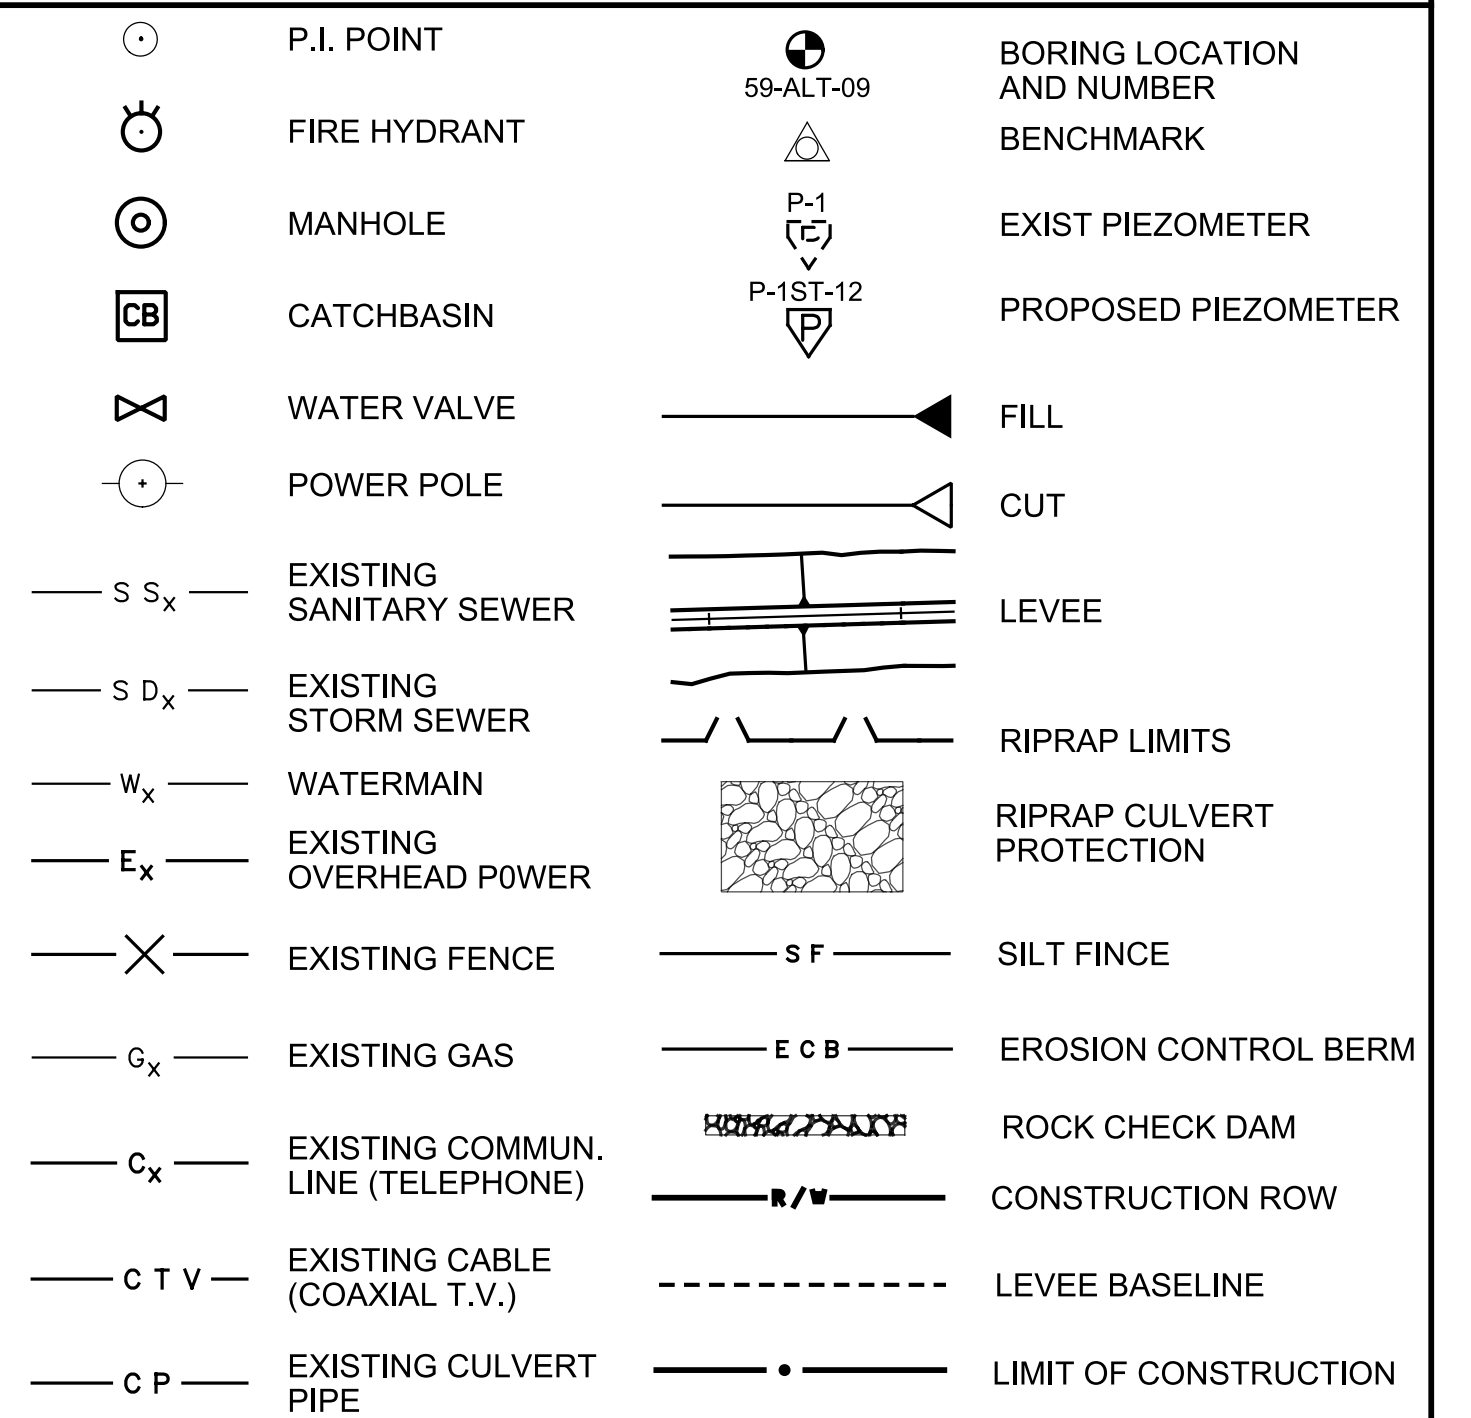 P.I. POINT
FIRE HYDRANT
MANHOLE
CB
CATCHBASIN
WATER VALVE
POWER POLE
S Sx
EXISTING
SANITARY SEWER
S Dx
EXISTING
STORM SEWER
Wx
WATERMAIN
Ex
EXISTING
OVERHEAD P0WER
EXISTING FENCE
Gx
EXISTING GAS
Cx
EXISTING COMMUN.
LINE (TELEPHONE)
C T V
EXISTING CABLE
(COAXIAL T.V.)
C P
EXISTING CULVERT
PIPE
59-ALT-09
BORING LOCATION
AND NUMBER
BENCHMARK
P-1
P
EXIST PIEZOMETER
P-1ST-12
P
PROPOSED PIEZOMETER
FILL
CUT
LEVEE
RIPRAP LIMITS
RIPRAP CULVERT
PROTECTION
S F
SILT FINCE
E C B
EROSION CONTROL BERM
ROCK CHECK DAM
R/W
CONSTRUCTION ROW
LEVEE BASELINE
LIMIT OF CONSTRUCTION